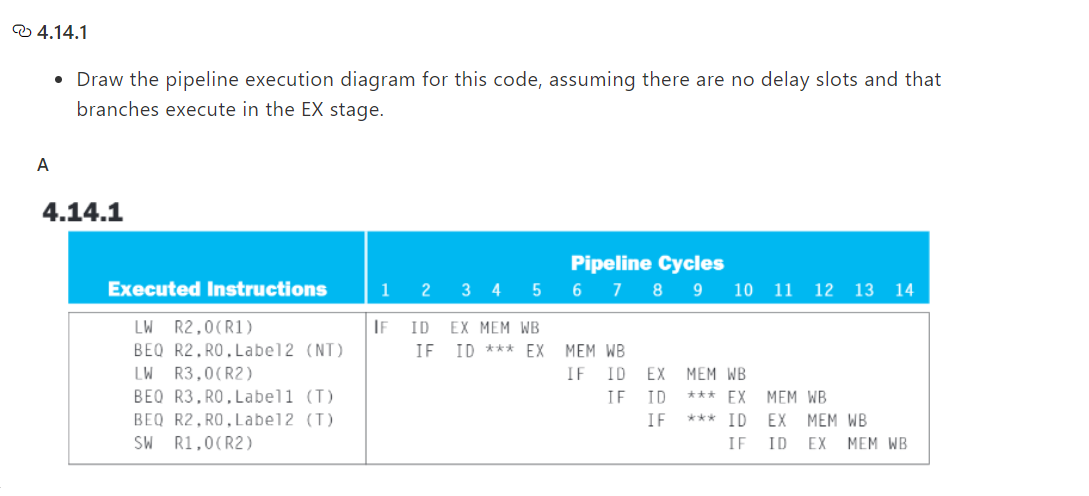 4.14.1
• Draw the pipeline execution diagram for this code, assuming there are no delay slots and that
branches execute in the EX stage.
A
4.14.1
Pipeline Cycles
Executed Instructions 1 2 3 4 5 6 7 8 9 10 11 12 13 14
LW R2,0(R1) IF ID EX MEM WB
BEQ R2,R0,Label2 (NT) IF ID *** EX MEM WB
LW R3,0(R2) IF ID EX MEM WB
BEQ R3,R0,Label1 (T) IF ID *** EX MEM WB
BEQ R2,R0,Label2 (T) IF *** ID EX MEM WB
SW R1,0(R2) IF ID EX MEM WB